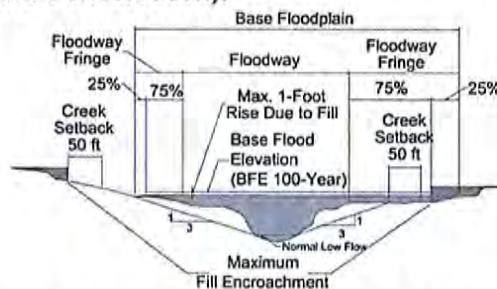 Base Floodplain
Floodway
Fringe
Floodway
Floodway
Fringe
25%
75%
75%
25%
Max. 1-Foot
Rise Due to Fill
Creek
Setback
50 ft
Creek
Setback
50 ft
Base Flood
Elevation
(BFE 100-Year)
1
3
1
3
Normal Low Flow
Maximum
Fill Encroachment